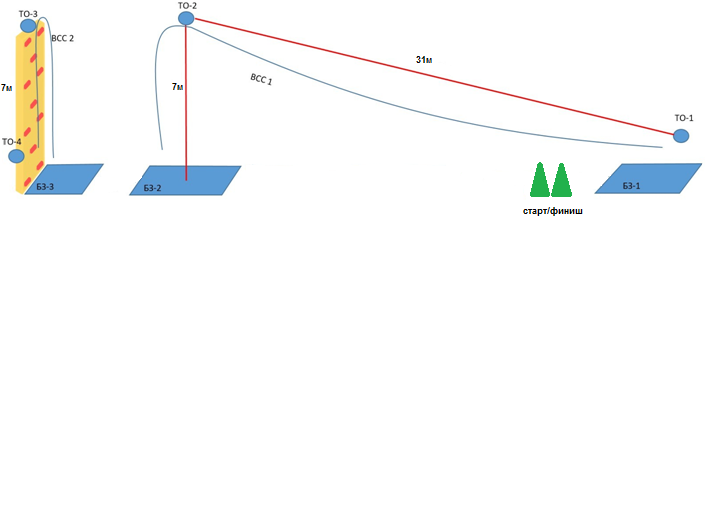 ТО-3
ВСС 2
7м
ТО-4
БЗ-3
ТО-2
7м
ВСС 1
БЗ-2
31м
ТО-1
БЗ-1
старт/финиш